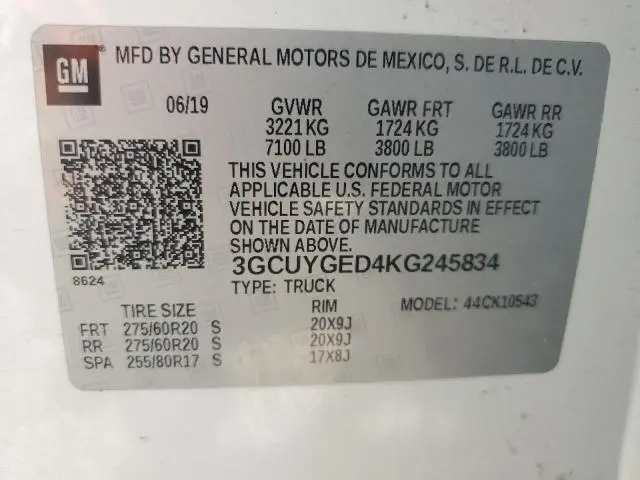 GM ® MFD BY GENERAL MOTORS DE MEXICO, S. DE R.L. DE C.V.
06/19 GVWR GAWR FRT GAWR RR
3221 KG 1724 KG 1724 KG
7100 LB 3800 LB 3800 LB
THIS VEHICLE CONFORMS TO ALL
APPLICABLE U.S. FEDERAL MOTOR
VEHICLE SAFETY STANDARDS IN EFFECT
ON THE DATE OF MANUFACTURE
SHOWN ABOVE.
3GCUYGED4KG245834
8624
TYPE: TRUCK MODEL: 44CK10543
TIRE SIZE RIM
FRT 275/60R20 S 20X9J
RR 275/60R20 S 20X9J
SPA 255/80R17 S 17X8J